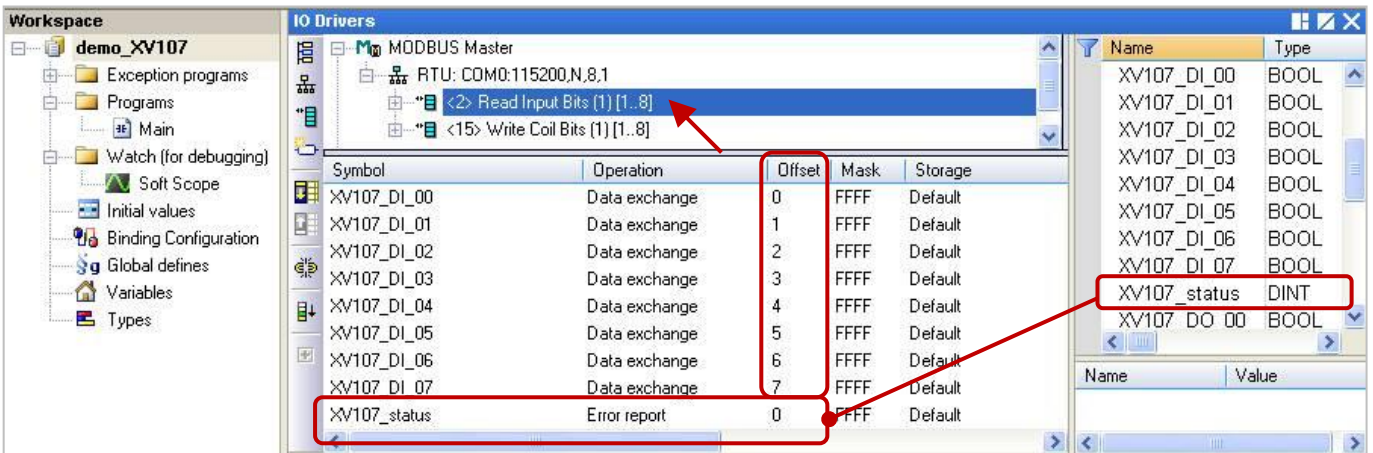 Workspace
demo_XV107
Exception programs
Programs
Main
Watch (for debugging)
Soft Scope
Initial values
Binding Configuration
Global defines
Variables
Types
IO Drivers
MODBUS Master
RTU: COM0:115200,N,8,1
<2> Read Input Bits (1) [1..8]
<15> Write Coil Bits (1) [1..8]
Symbol Operation Offset Mask Storage
XV107_DI_00 Data exchange 0 FFFF Default
XV107_DI_01 Data exchange 1 FFFF Default
XV107_DI_02 Data exchange 2 FFFF Default
XV107_DI_03 Data exchange 3 FFFF Default
XV107_DI_04 Data exchange 4 FFFF Default
XV107_DI_05 Data exchange 5 FFFF Default
XV107_DI_06 Data exchange 6 FFFF Default
XV107_DI_07 Data exchange 7 FFFF Default
XV107_status Error report 0 FFFF Default
Name Type
XV107_DI_00 BOOL
XV107_DI_01 BOOL
XV107_DI_02 BOOL
XV107_DI_03 BOOL
XV107_DI_04 BOOL
XV107_DI_05 BOOL
XV107_DI_06 BOOL
XV107_DI_07 BOOL
XV107_status DINT
XV107_DO_00 BOOL
Name Value